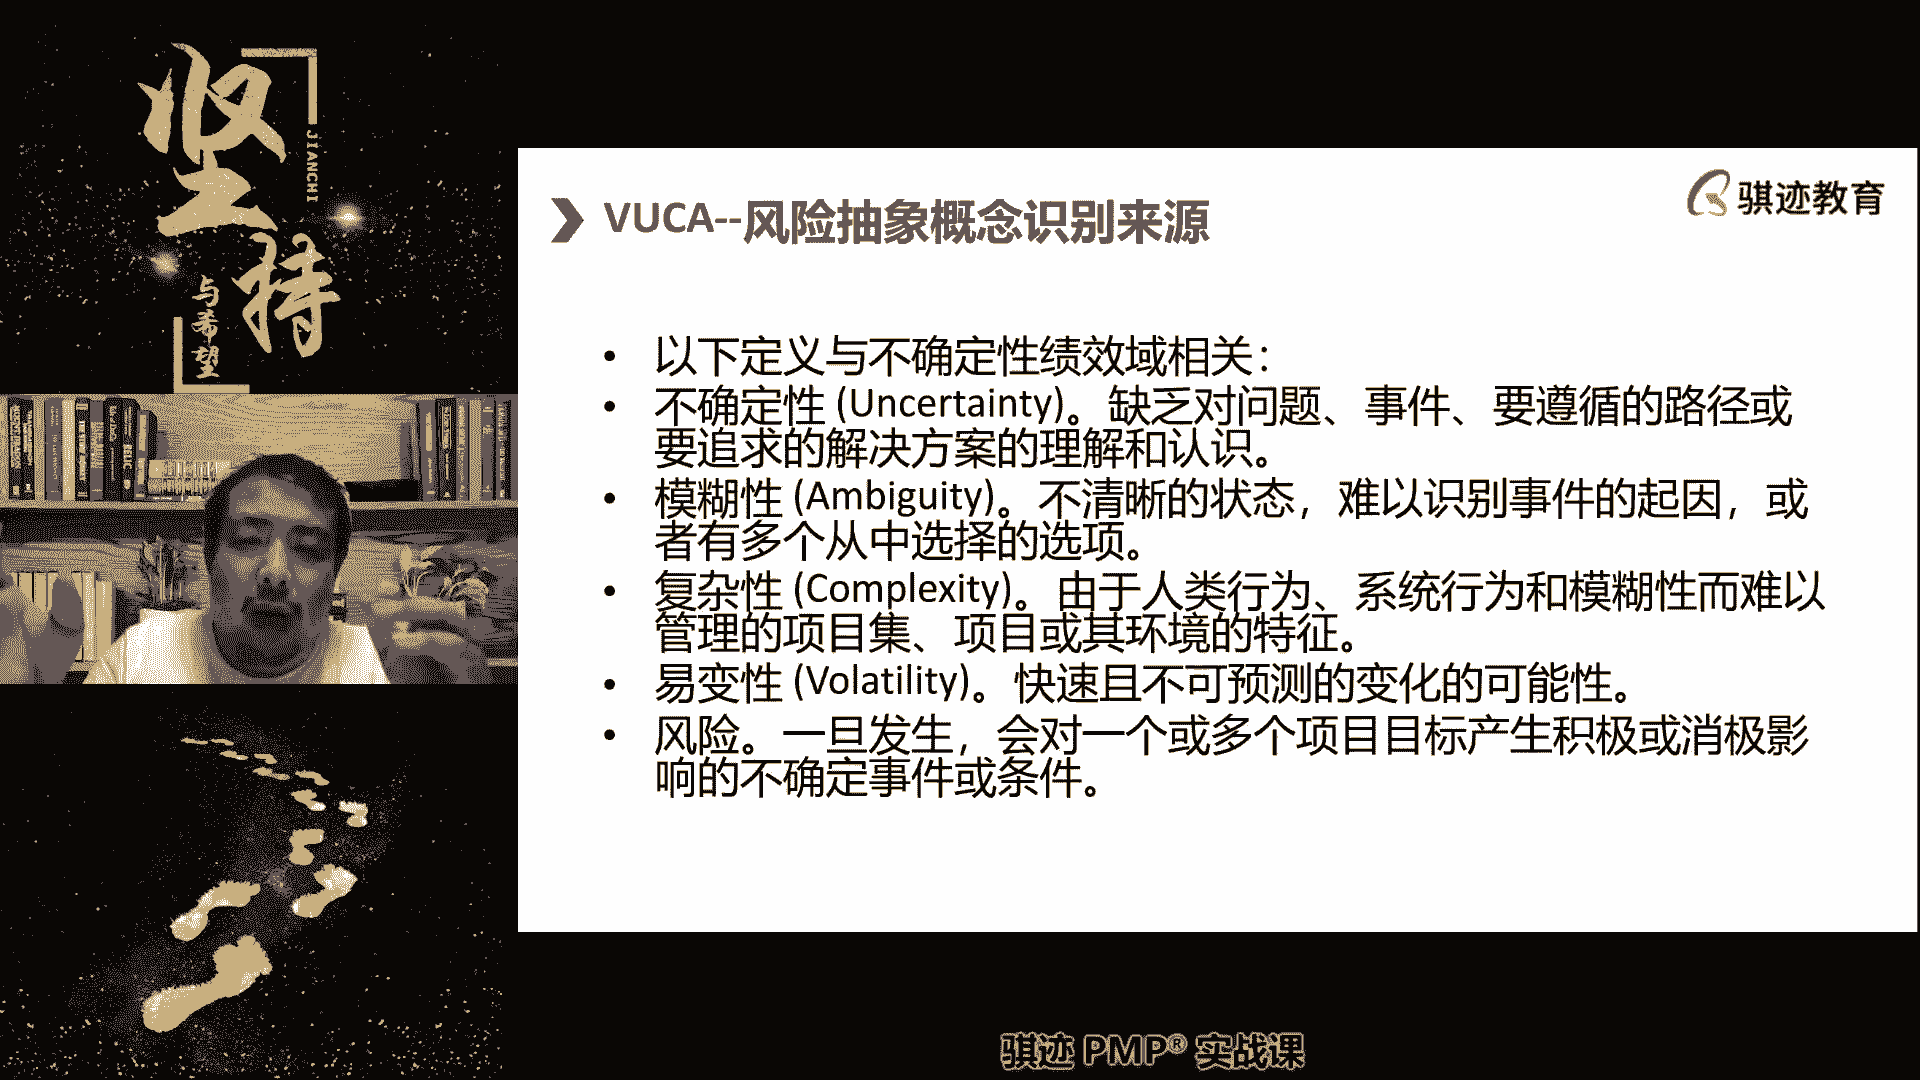 坚持
JIANCHI
与希望
骐迹教育
VUCA--风险抽象概念识别来源
• 以下定义与不确定性绩效域相关：
• 不确定性 (Uncertainty)。缺乏对问题、事件、要遵循的路径或
要追求的解决方案的理解和认识。
• 模糊性 (Ambiguity)。不清晰的状态，难以识别事件的起因，或
者有多个从中选择的选项。
• 复杂性 (Complexity)。由于人类行为、系统行为和模糊性而难以
管理的项目集、项目或其环境的特征。
• 易变性 (Volatility)。快速且不可预测的变化的可能性。
• 风险。一旦发生，会对一个或多个项目目标产生积极或消极影
响的不确定事件或条件。
骐迹 PMP® 实战课